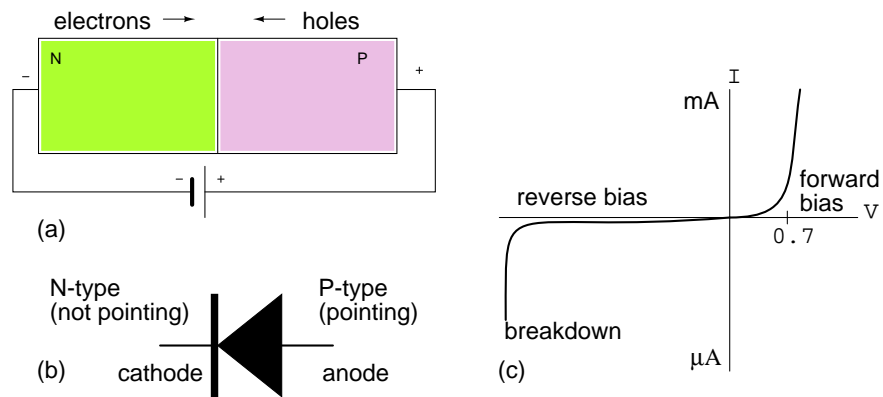 electrons holes
N P
− +
− +
(a)
N-type P-type
(not pointing) (pointing)
(b) cathode anode
I
mA
reverse bias forward
bias V
0.7
breakdown
µA
(c)